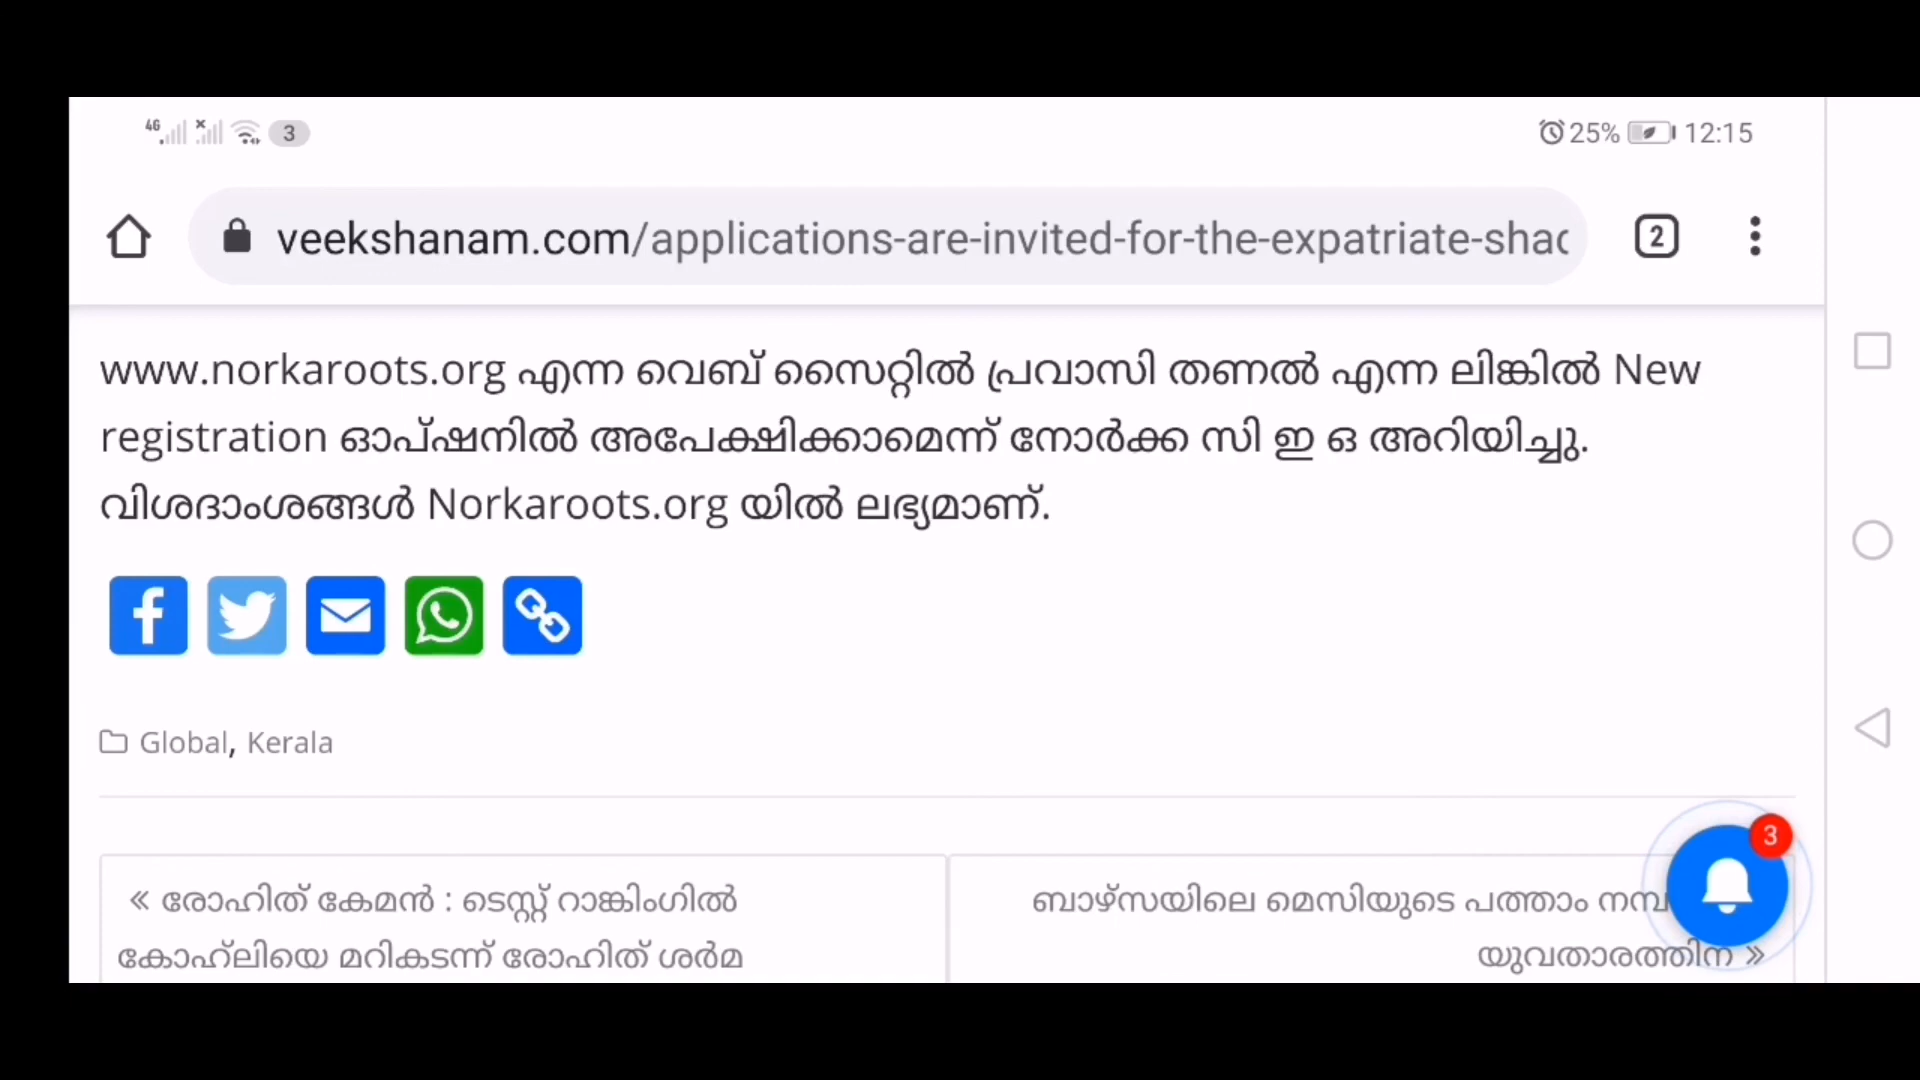 4G 3 25% 12:15
veekshanam.com/applications-are-invited-for-the-expatriate-shac 2
www.norkaroots.org എന്ന വെബ് സൈറ്റിൽ പ്രവാസി തണൽ എന്ന ലിങ്കിൽ New
registration ഓപ്ഷനിൽ അപേക്ഷിക്കാമെന്ന് നോർക്ക സി ഇ ഒ അറിയിച്ചു.
വിശദാംശങ്ങൾ Norkaroots.org യിൽ ലഭ്യമാണ്.
Global, Kerala
3
« രോഹിത് കേമൻ : ടെസ്റ്റ് റാങ്കിംഗിൽ
കോഹ്‌ലിയെ മറികടന്ന് രോഹിത് ശർമ
ബാഴ്സയിലെ മെസിയുടെ പത്താം നമ്പ
യുവതാരത്തിന »